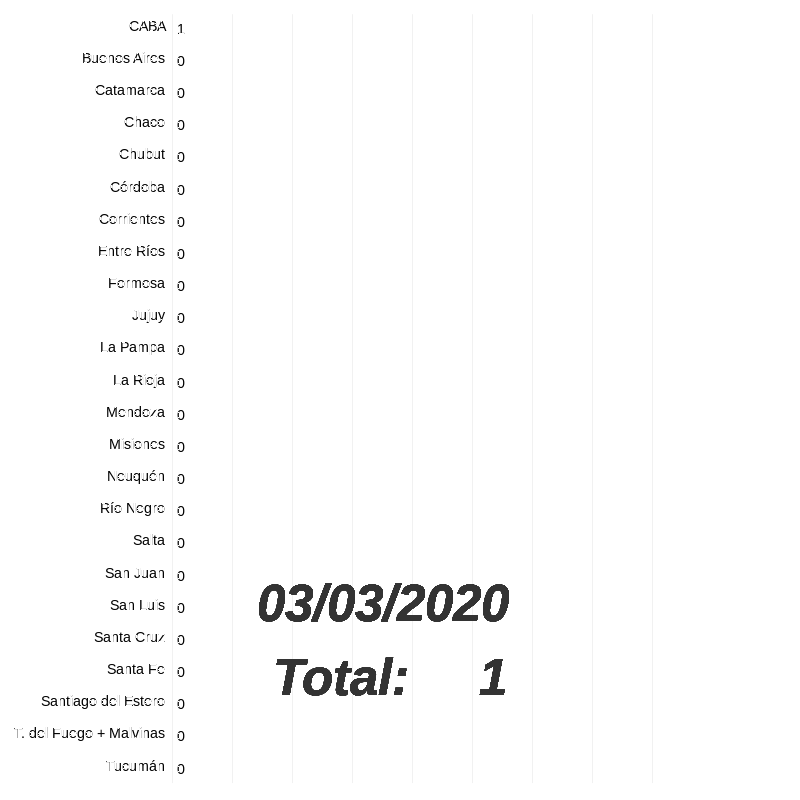 CABA 1
Buenos Aires 0
Catamarca 0
Chaco 0
Chubut 0
Córdoba 0
Corrientes 0
Entre Ríos 0
Formosa 0
Jujuy 0
La Pampa 0
La Rioja 0
Mendoza 0
Misiones 0
Neuquén 0
Río Negro 0
Salta 0
San Juan 0
San Luis 0
Santa Cruz 0
Santa Fe 0
Santiago del Estero 0
T. del Fuego + Malvinas 0
Tucumán 0
03/03/2020
Total: 1